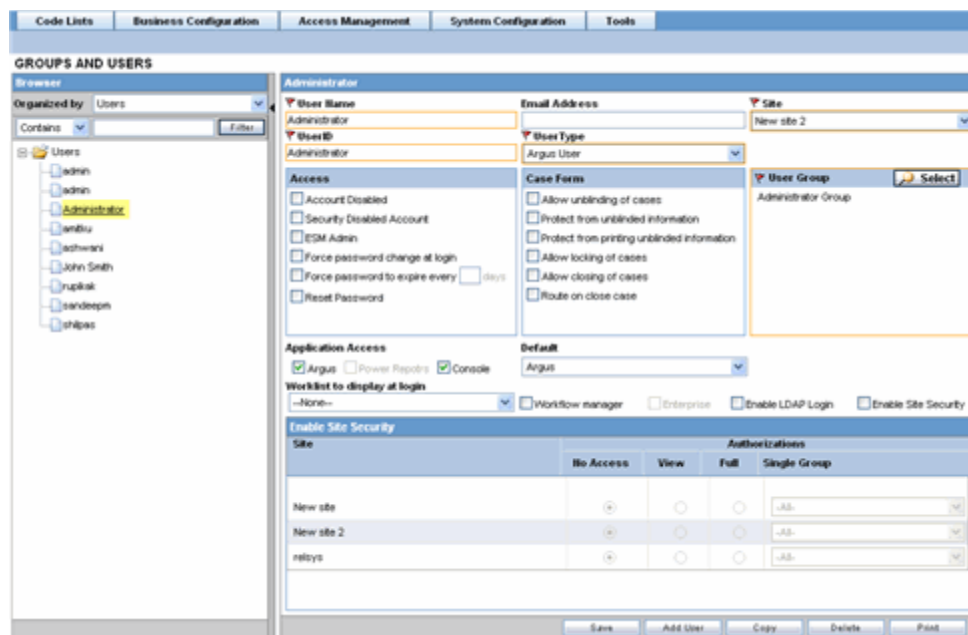 Code Lists Business Configuration Access Management System Configuration Tools
GROUPS AND USERS
Browser
Organized by Users
Contains Filter
Users
admin
admin
Administrator
amitku
ashwani
John Smith
rupikak
sandeepm
shilpas
Administrator
User Name Email Address Site
Administrator New site 2
UserID UserType
Administrator Argus User
Access Case Form User Group Select
Account Disabled Allow unblinding of cases Administrator Group
Security Disabled Account Protect from unblinded information
ESM Admin Protect from printing unblinded information
Force password change at login Allow locking of cases
Force password to expire every days Allow closing of cases
Reset Password Route on close case
Application Access Default
Argus Power Repotrs Console Argus
Worklist to display at login
--None-- Workflow manager Enterprise Enable LDAP Login Enable Site Security
Enable Site Security
Site Authorizations
No Access View Full Single Group
New site -All-
New site 2 -All-
relsys -All-
Save Add User Copy Delete Print